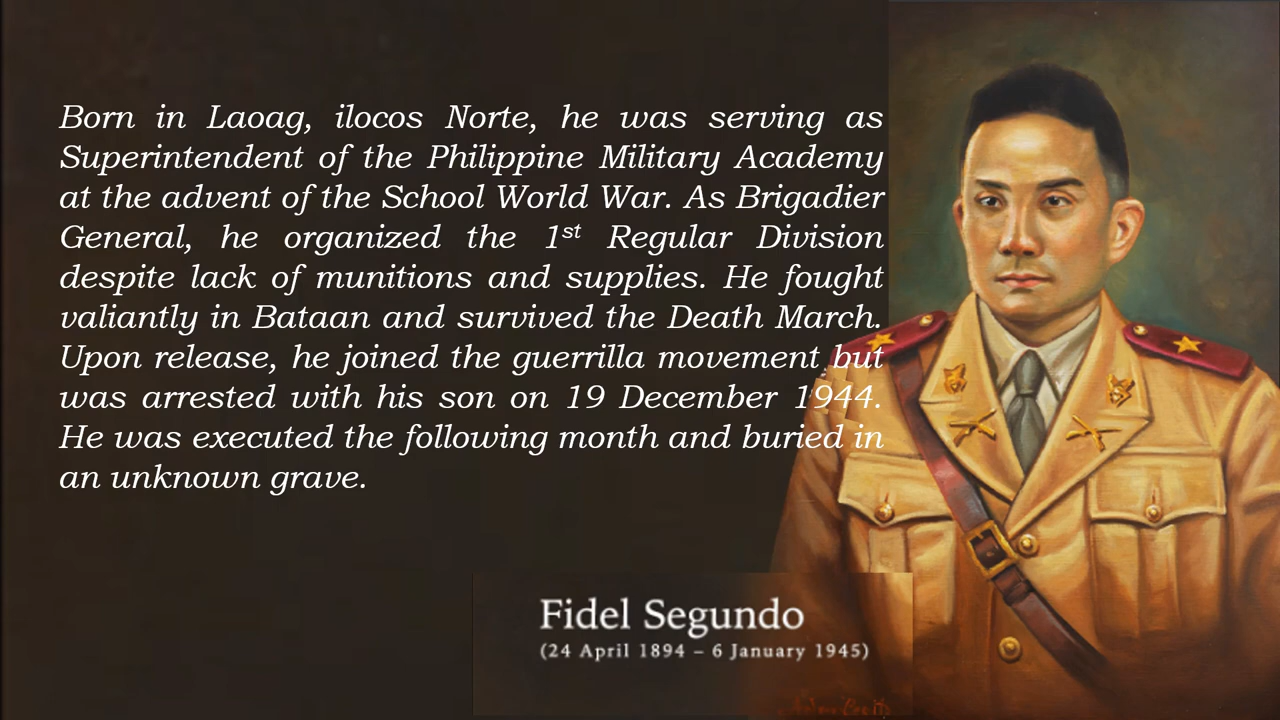 Born in Laoag, ilocos Norte, he was serving as
Superintendent of the Philippine Military Academy
at the advent of the School World War. As Brigadier
General, he organized the 1st Regular Division
despite lack of munitions and supplies. He fought
valiantly in Bataan and survived the Death March.
Upon release, he joined the guerrilla movement but
was arrested with his son on 19 December 1944.
He was executed the following month and buried in
an unknown grave.
Fidel Segundo
(24 April 1894 – 6 January 1945)